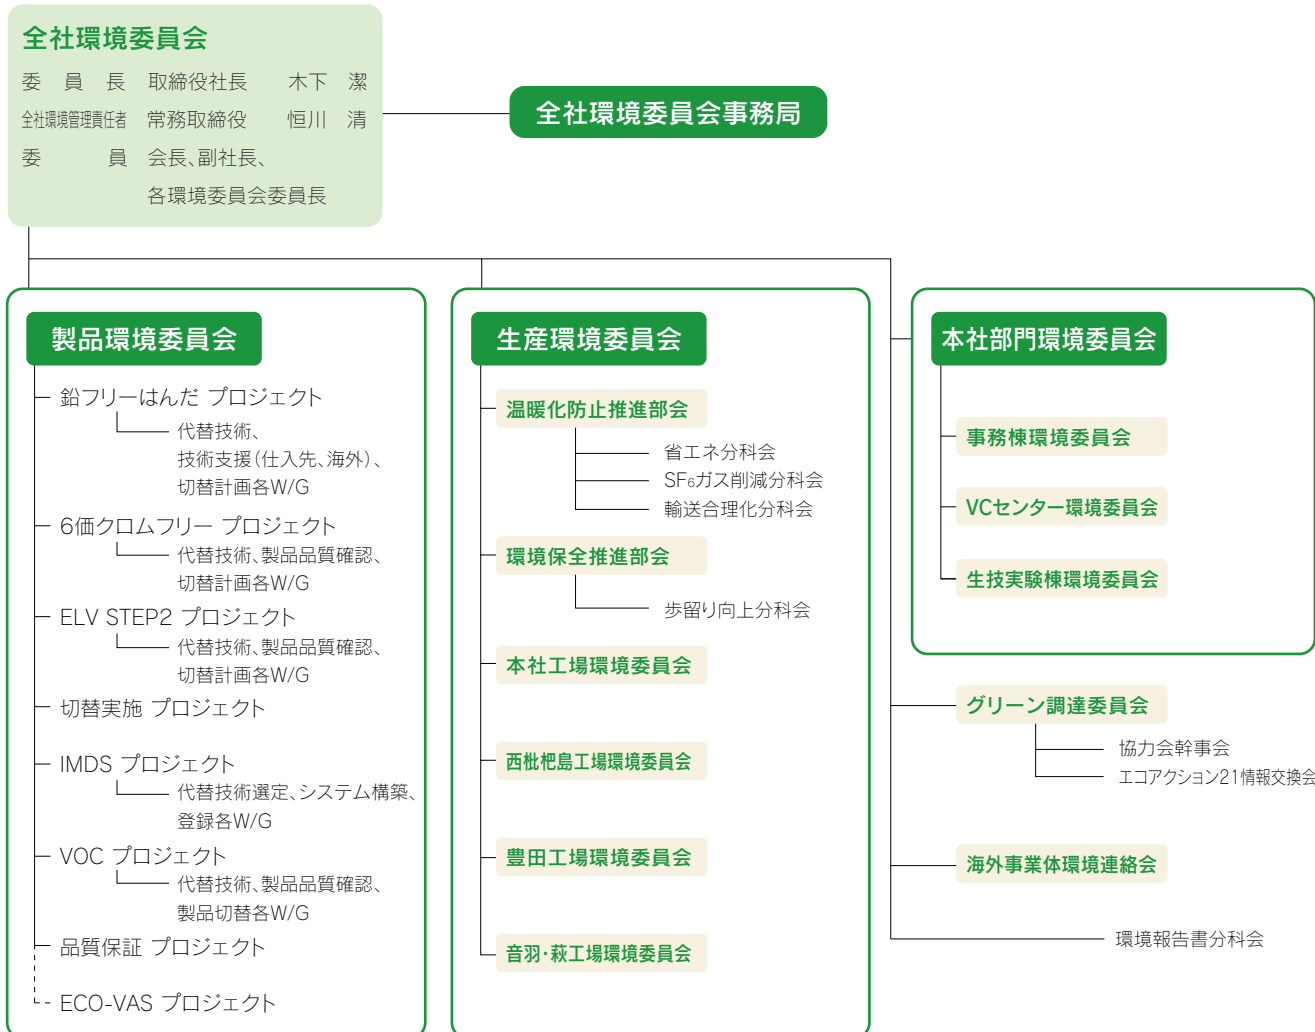 全社環境委員会
委員長 取締役社長 木下 潔
全社環境管理責任者 常務取締役 恒川 清
委員 会長、副社長、
各環境委員会委員長
全社環境委員会事務局
製品環境委員会
鉛フリーはんだ プロジェクト
代替技術、
技術支援(仕入先、海外)、
切替計画各W/G
6価クロムフリー プロジェクト
代替技術、製品品質確認、
切替計画各W/G
ELV STEP2 プロジェクト
代替技術、製品品質確認、
切替計画各W/G
切替実施 プロジェクト
IMDS プロジェクト
代替技術選定、システム構築、
登録各W/G
VOC プロジェクト
代替技術、製品品質確認、
製品切替各W/G
品質保証 プロジェクト
ECO-VAS プロジェクト
生産環境委員会
温暖化防止推進部会
省エネ分科会
SF₆ガス削減分科会
輸送合理化分科会
環境保全推進部会
歩留り向上分科会
本社工場環境委員会
西枇杷島工場環境委員会
豊田工場環境委員会
音羽·萩工場環境委員会
本社部門環境委員会
事務棟環境委員会
VCセンター環境委員会
生技実験棟環境委員会
グリーン調達委員会
協力会幹事会
エコアクション21情報交換会
海外事業体環境連絡会
環境報告書分科会